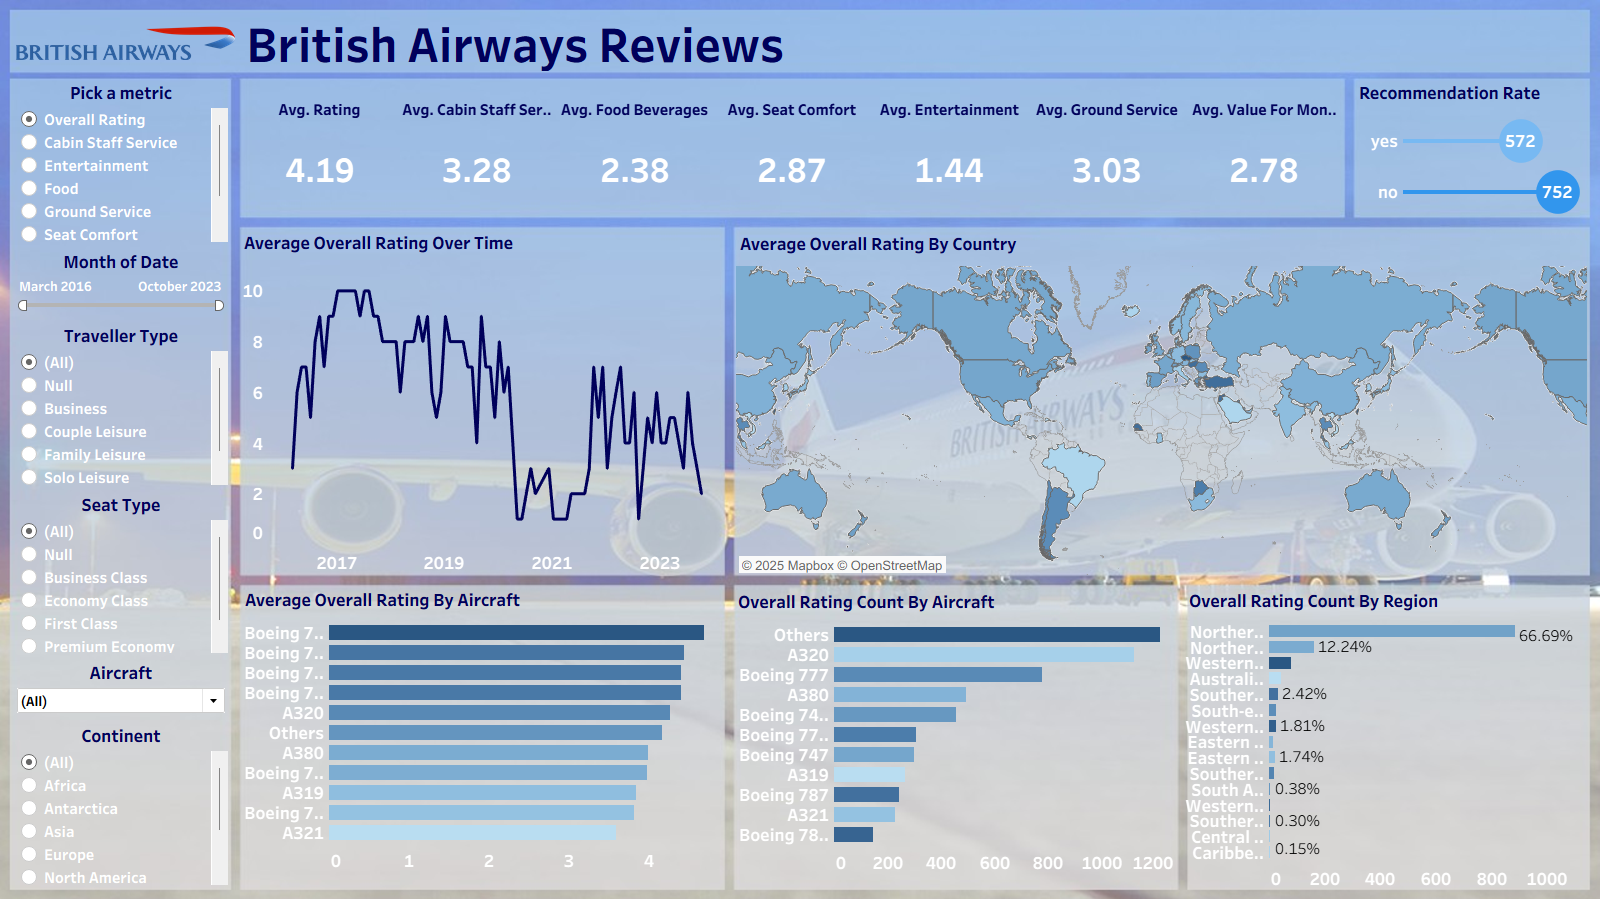 BRITISH AIRWAYS
British Airways Reviews
Pick a metric
Overall Rating
Cabin Staff Service
Entertainment
Food
Ground Service
Seat Comfort
Month of Date
March 2016 October 2023
Traveller Type
(All)
Null
Business
Couple Leisure
Family Leisure
Solo Leisure
Seat Type
(All)
Null
Business Class
Economy Class
First Class
Premium Economy
Aircraft
(All)
Continent
(All)
Africa
Antarctica
Asia
Europe
North America
Avg. Rating Avg. Cabin Staff Ser.. Avg. Food Beverages Avg. Seat Comfort Avg. Entertainment Avg. Ground Service Avg. Value For Mon..
4.19 3.28 2.38 2.87 1.44 3.03 2.78
Recommendation Rate
yes 572
no 752
Average Overall Rating Over Time
10
8
6
4
2
0
2017 2019 2021 2023
Average Overall Rating By Country
BRITISH AIRWAYS
© 2025 Mapbox © OpenStreetMap
Average Overall Rating By Aircraft
Boeing 7..
Boeing 7..
Boeing 7..
Boeing 7..
A320
Others
A380
Boeing 7..
A319
Boeing 7..
A321
0 1 2 3 4
Overall Rating Count By Aircraft
Others
A320
Boeing 777
A380
Boeing 74..
Boeing 77..
Boeing 747
A319
Boeing 787
A321
Boeing 78..
0 200 400 600 800 1000 1200
Overall Rating Count By Region
Norther.. 66.69%
Norther.. 12.24%
Western..
Australi..
Souther.. 2.42%
South-e..
Western.. 1.81%
Eastern ..
Eastern .. 1.74%
Souther..
South A.. 0.38%
Western..
Souther.. 0.30%
Central ..
Caribbe.. 0.15%
0 200 400 600 800 1000